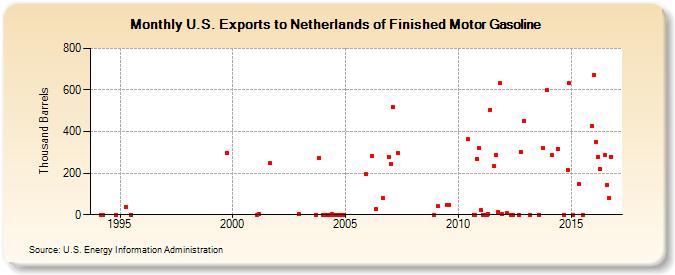 Monthly U.S. Exports to Netherlands of Finished Motor Gasoline
Thousand Barrels
800
600
400
200
0
1995 2000 2005 2010 2015
Source: U.S. Energy Information Administration